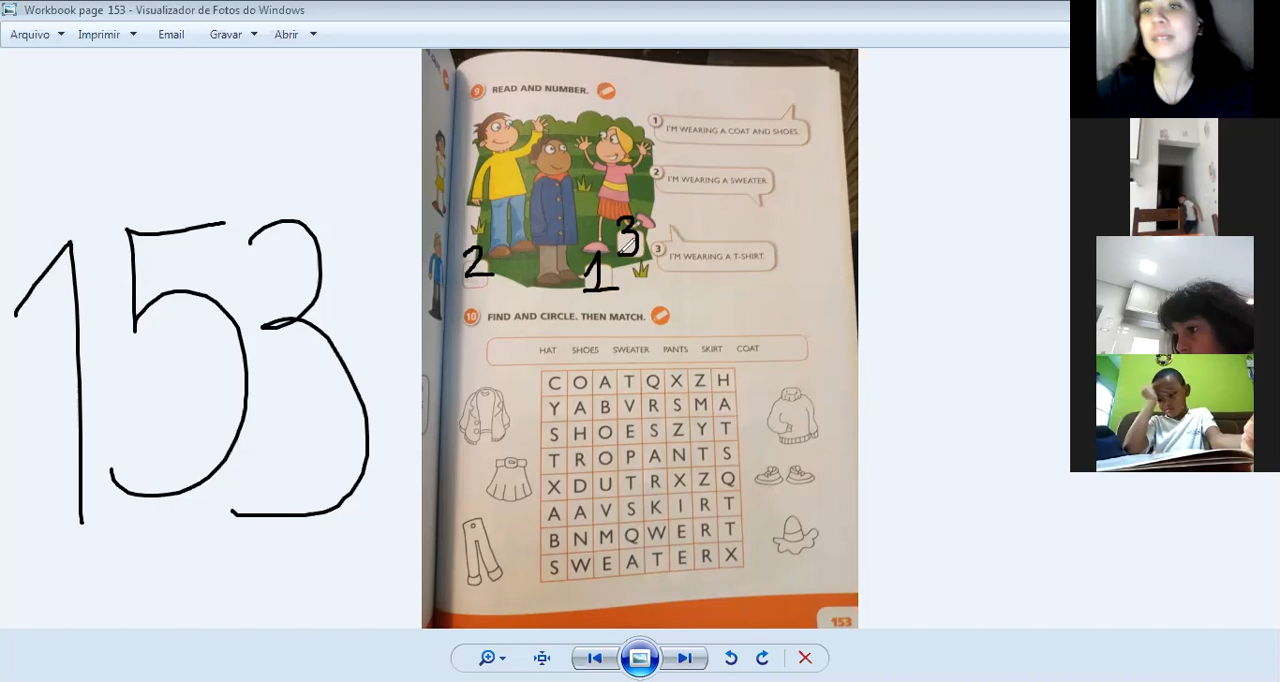 Workbook page 153 - Visualizador de Fotos do Windows
Arquivo Imprimir Email Gravar Abrir
153
9 READ AND NUMBER.
1 I'M WEARING A COAT AND SHOES.
2 I'M WEARING A SWEATER.
3 I'M WEARING A T-SHIRT.
2 1 3
10 FIND AND CIRCLE. THEN MATCH.
HAT SHOES SWEATER PANTS SKIRT COAT
C O A T Q X Z H
Y A B V R S M A
S H O E S Z Y T
T R O P A N T S
X D U T R X Z Q
A A V S K I R T
B N M Q W E R T
S W E A T E R X
153